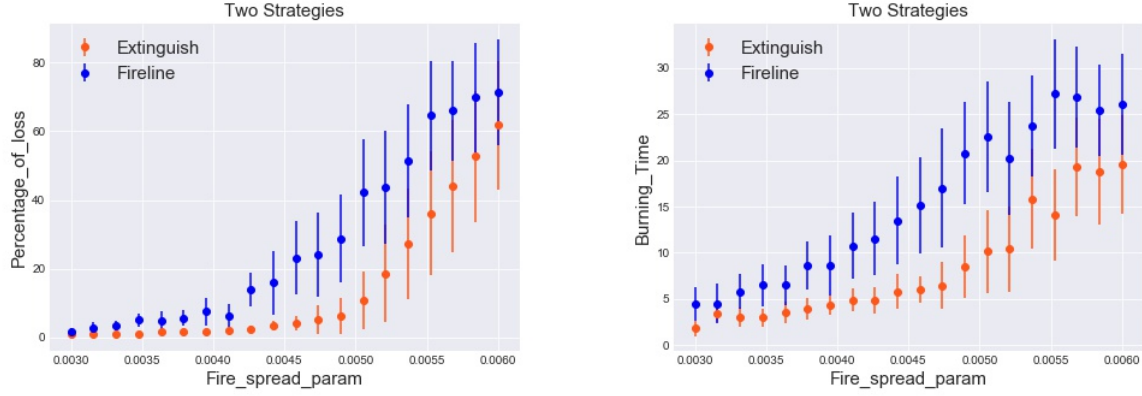 Two Strategies
Extinguish
Fireline
80
60
40
20
0
Percentage_of_loss
0.0030 0.0035 0.0040 0.0045 0.0050 0.0055 0.0060
Fire_spread_param
Two Strategies
Extinguish
Fireline
30
25
20
15
10
5
0
Burning_Time
0.0030 0.0035 0.0040 0.0045 0.0050 0.0055 0.0060
Fire_spread_param